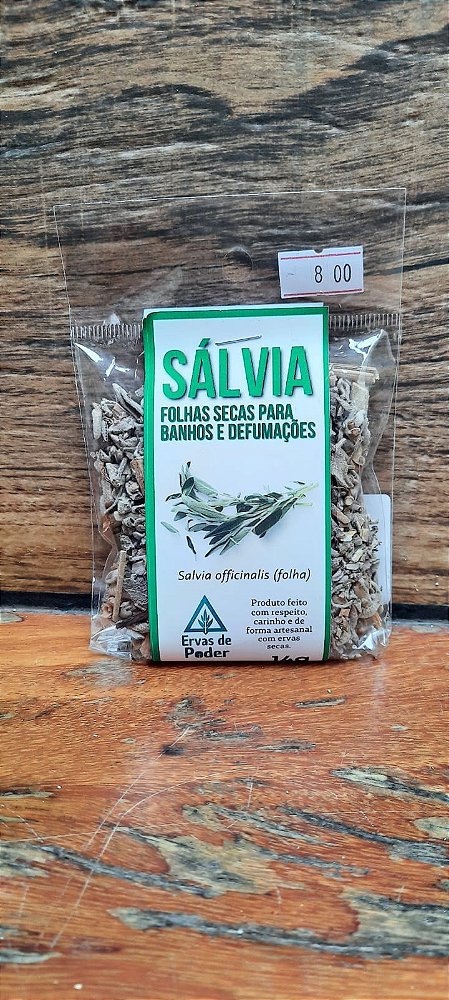 8 00
SÁLVIA
FOLHAS SECAS PARA
BANHOS E DEFUMAÇÕES
Salvia officinalis (folha)
Ervas de
Poder
Produto feito
com respeito,
carinho e de
forma artesanal
com ervas
secas.